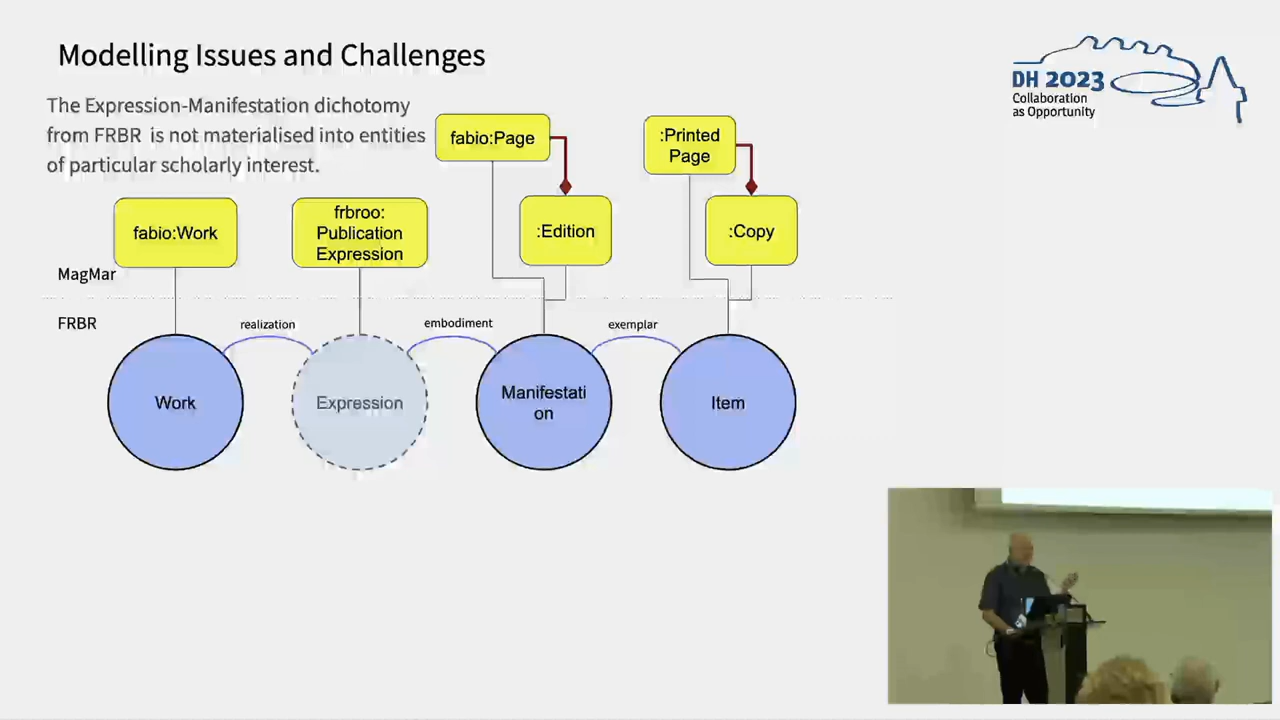 Modelling Issues and Challenges
DH 2023
Collaboration
as Opportunity
The Expression-Manifestation dichotomy
from FRBR is not materialised into entities
of particular scholarly interest.
fabio:Page
:Printed
Page
fabio:Work
frbroo:
Publication
Expression
:Edition
:Copy
MagMar
FRBR
realization
embodiment
exemplar
Work
Expression
Manifestati
on
Item